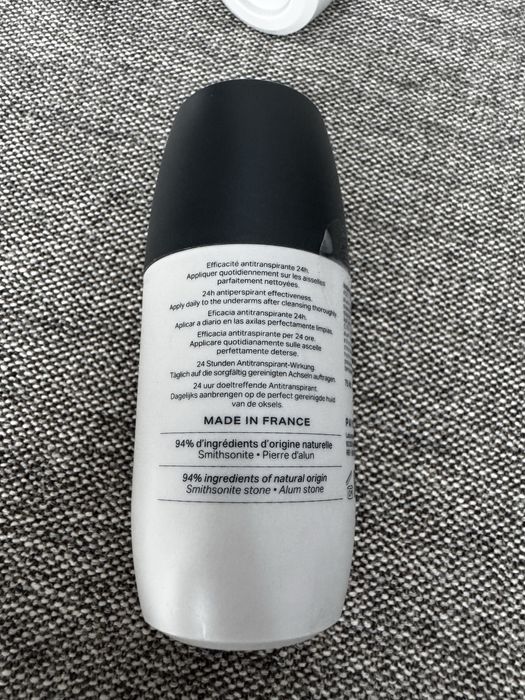 Efficacité antitranspirante 24h.
Appliquer quotidiennement sur les aisselles
parfaitement nettoyées.
24h antiperspirant effectiveness.
Apply daily to the underarms after cleansing thoroughly.
Eficacia antitranspirante 24h.
Aplicar a diario en las axilas perfectamente limpias.
Efficacia antitraspirante per 24 ore.
Applicare quotidianamente sulle ascelle
perfettamente deterse.
24 Stunden Antitranspirant-Wirkung.
Täglich auf die sorgfältig gereinigten Achseln auftragen.
24 uur doeltreffende Antitranspirant.
Dagelijks aanbrengen op de perfect gereinigde huid
van de oksels.
MADE IN FRANCE
94% d'ingrédients d'origine naturelle
Smithsonite • Pierre d'alun
94% ingredients of natural origin
Smithsonite stone • Alum stone